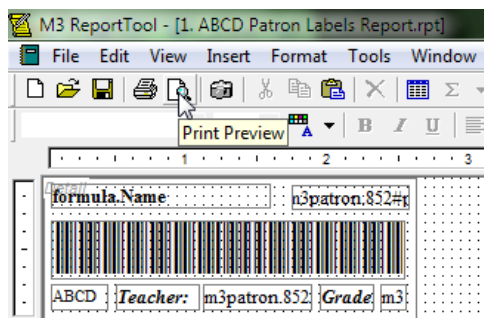 M3 ReportTool - [1. ABCD Patron Labels Report.rpt]
File Edit View Insert Format Tools Window
Print Preview
A B I U
1 2 3
Detail
formula.Name m3patron.852#p
ABCD Teacher: m3patron.852 Grade m3